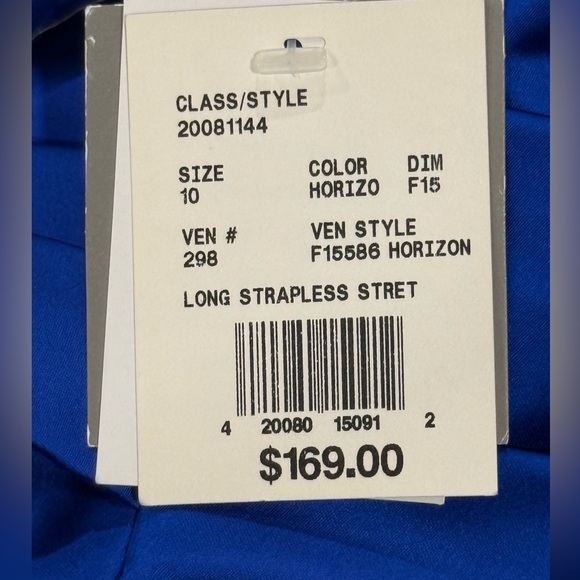 CLASS/STYLE
20081144
SIZE COLOR DIM
10 HORIZO F15
VEN # VEN STYLE
298 F15586 HORIZON
LONG STRAPLESS STRET
4 20080 15091 2
$169.00